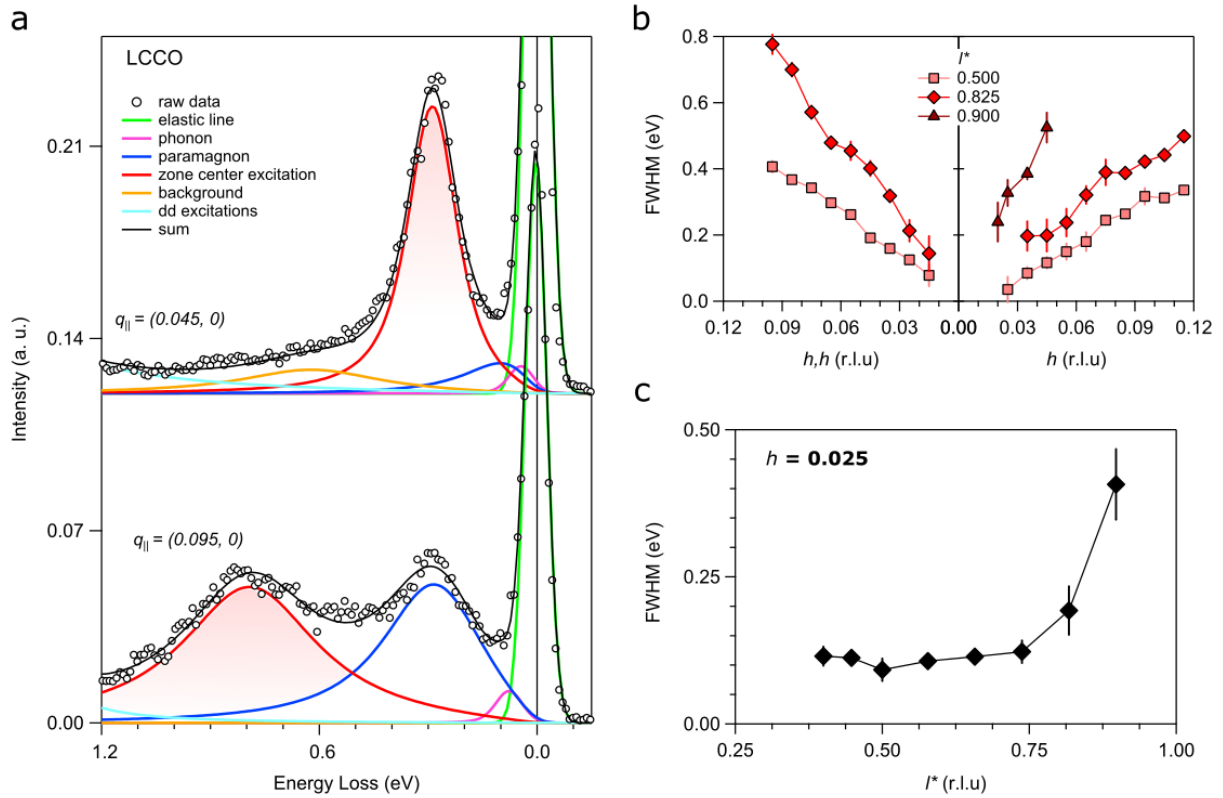 a
LCCO
raw data
elastic line
phonon
paramagnon
zone center excitation
background
dd excitations
sum
q|| = (0.045, 0)
q|| = (0.095, 0)
0.21
0.14
0.07
0.00
Intensity (a. u.)
1.2 0.6 0.0
Energy Loss (eV)
b
l*
0.500
0.825
0.900
0.8
0.6
0.4
0.2
0.0
FWHM (eV)
0.12 0.09 0.06 0.03 0.00 0.03 0.06 0.09 0.12
h,h (r.l.u) h (r.l.u)
c
h = 0.025
0.50
0.25
0.00
FWHM (eV)
0.25 0.50 0.75 1.00
l* (r.l.u)